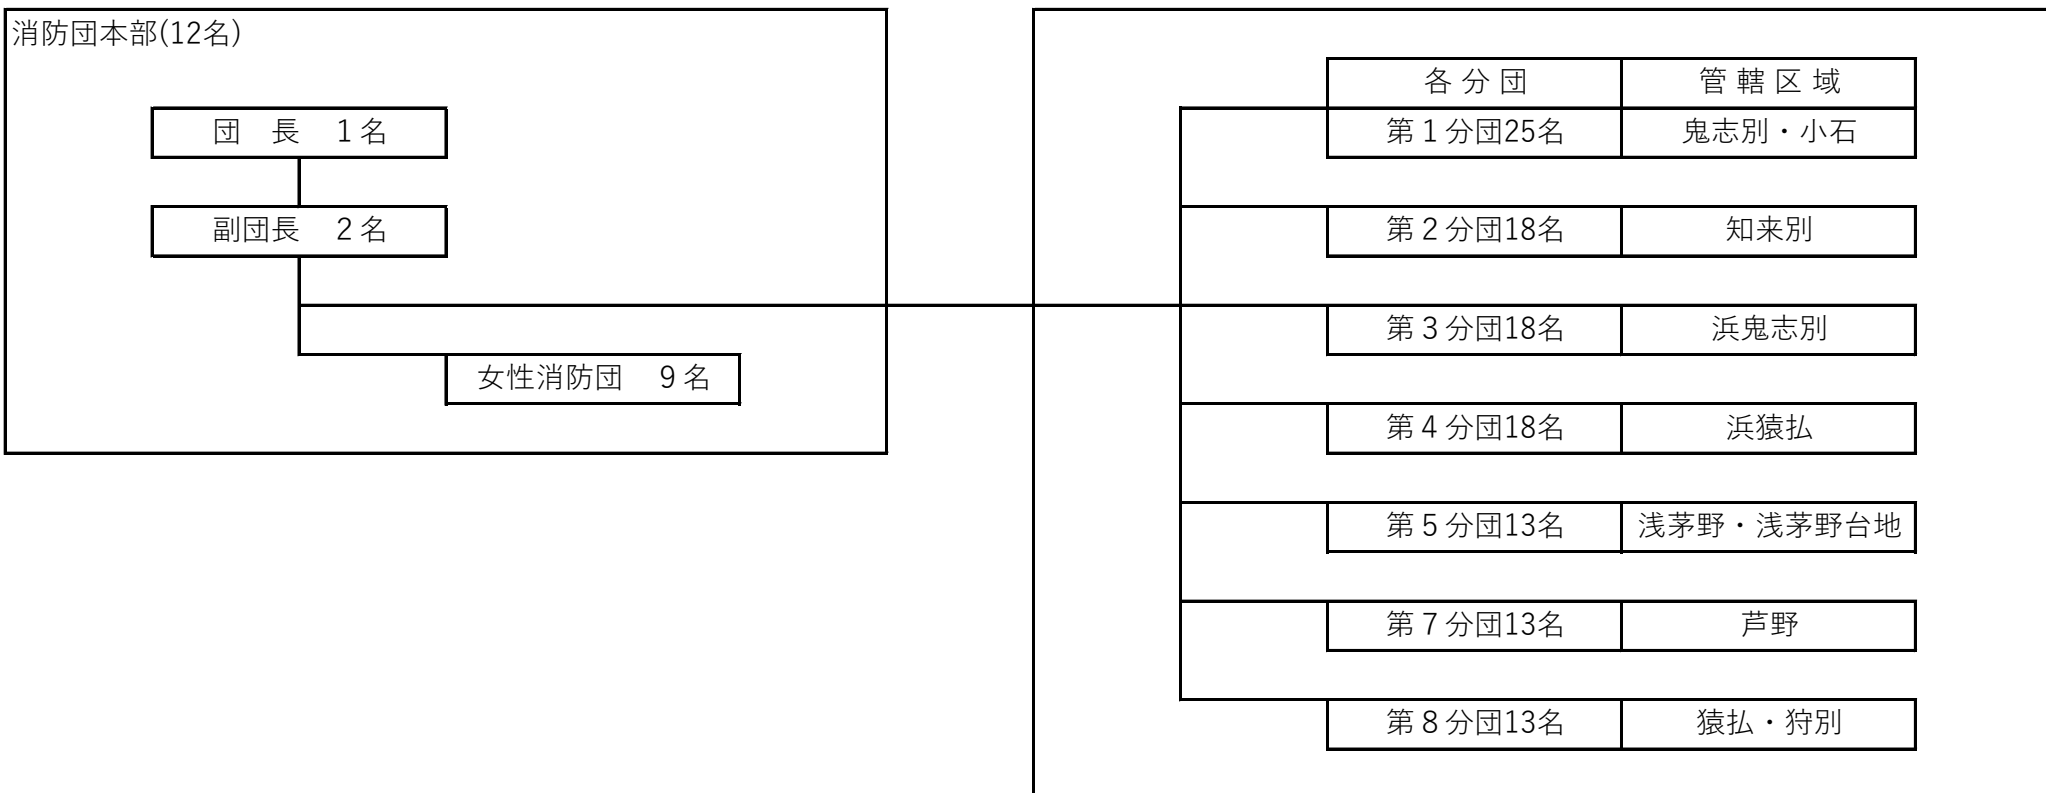 消防団本部(12名)
団　長　１名
副団長　２名
女性消防団　９名
各 分 団　管 轄 区 域
第１分団25名　鬼志別・小石
第２分団18名　知来別
第３分団18名　浜鬼志別
第４分団18名　浜猿払
第５分団13名　浅茅野・浅茅野台地
第７分団13名　芦野
第８分団13名　猿払・狩別